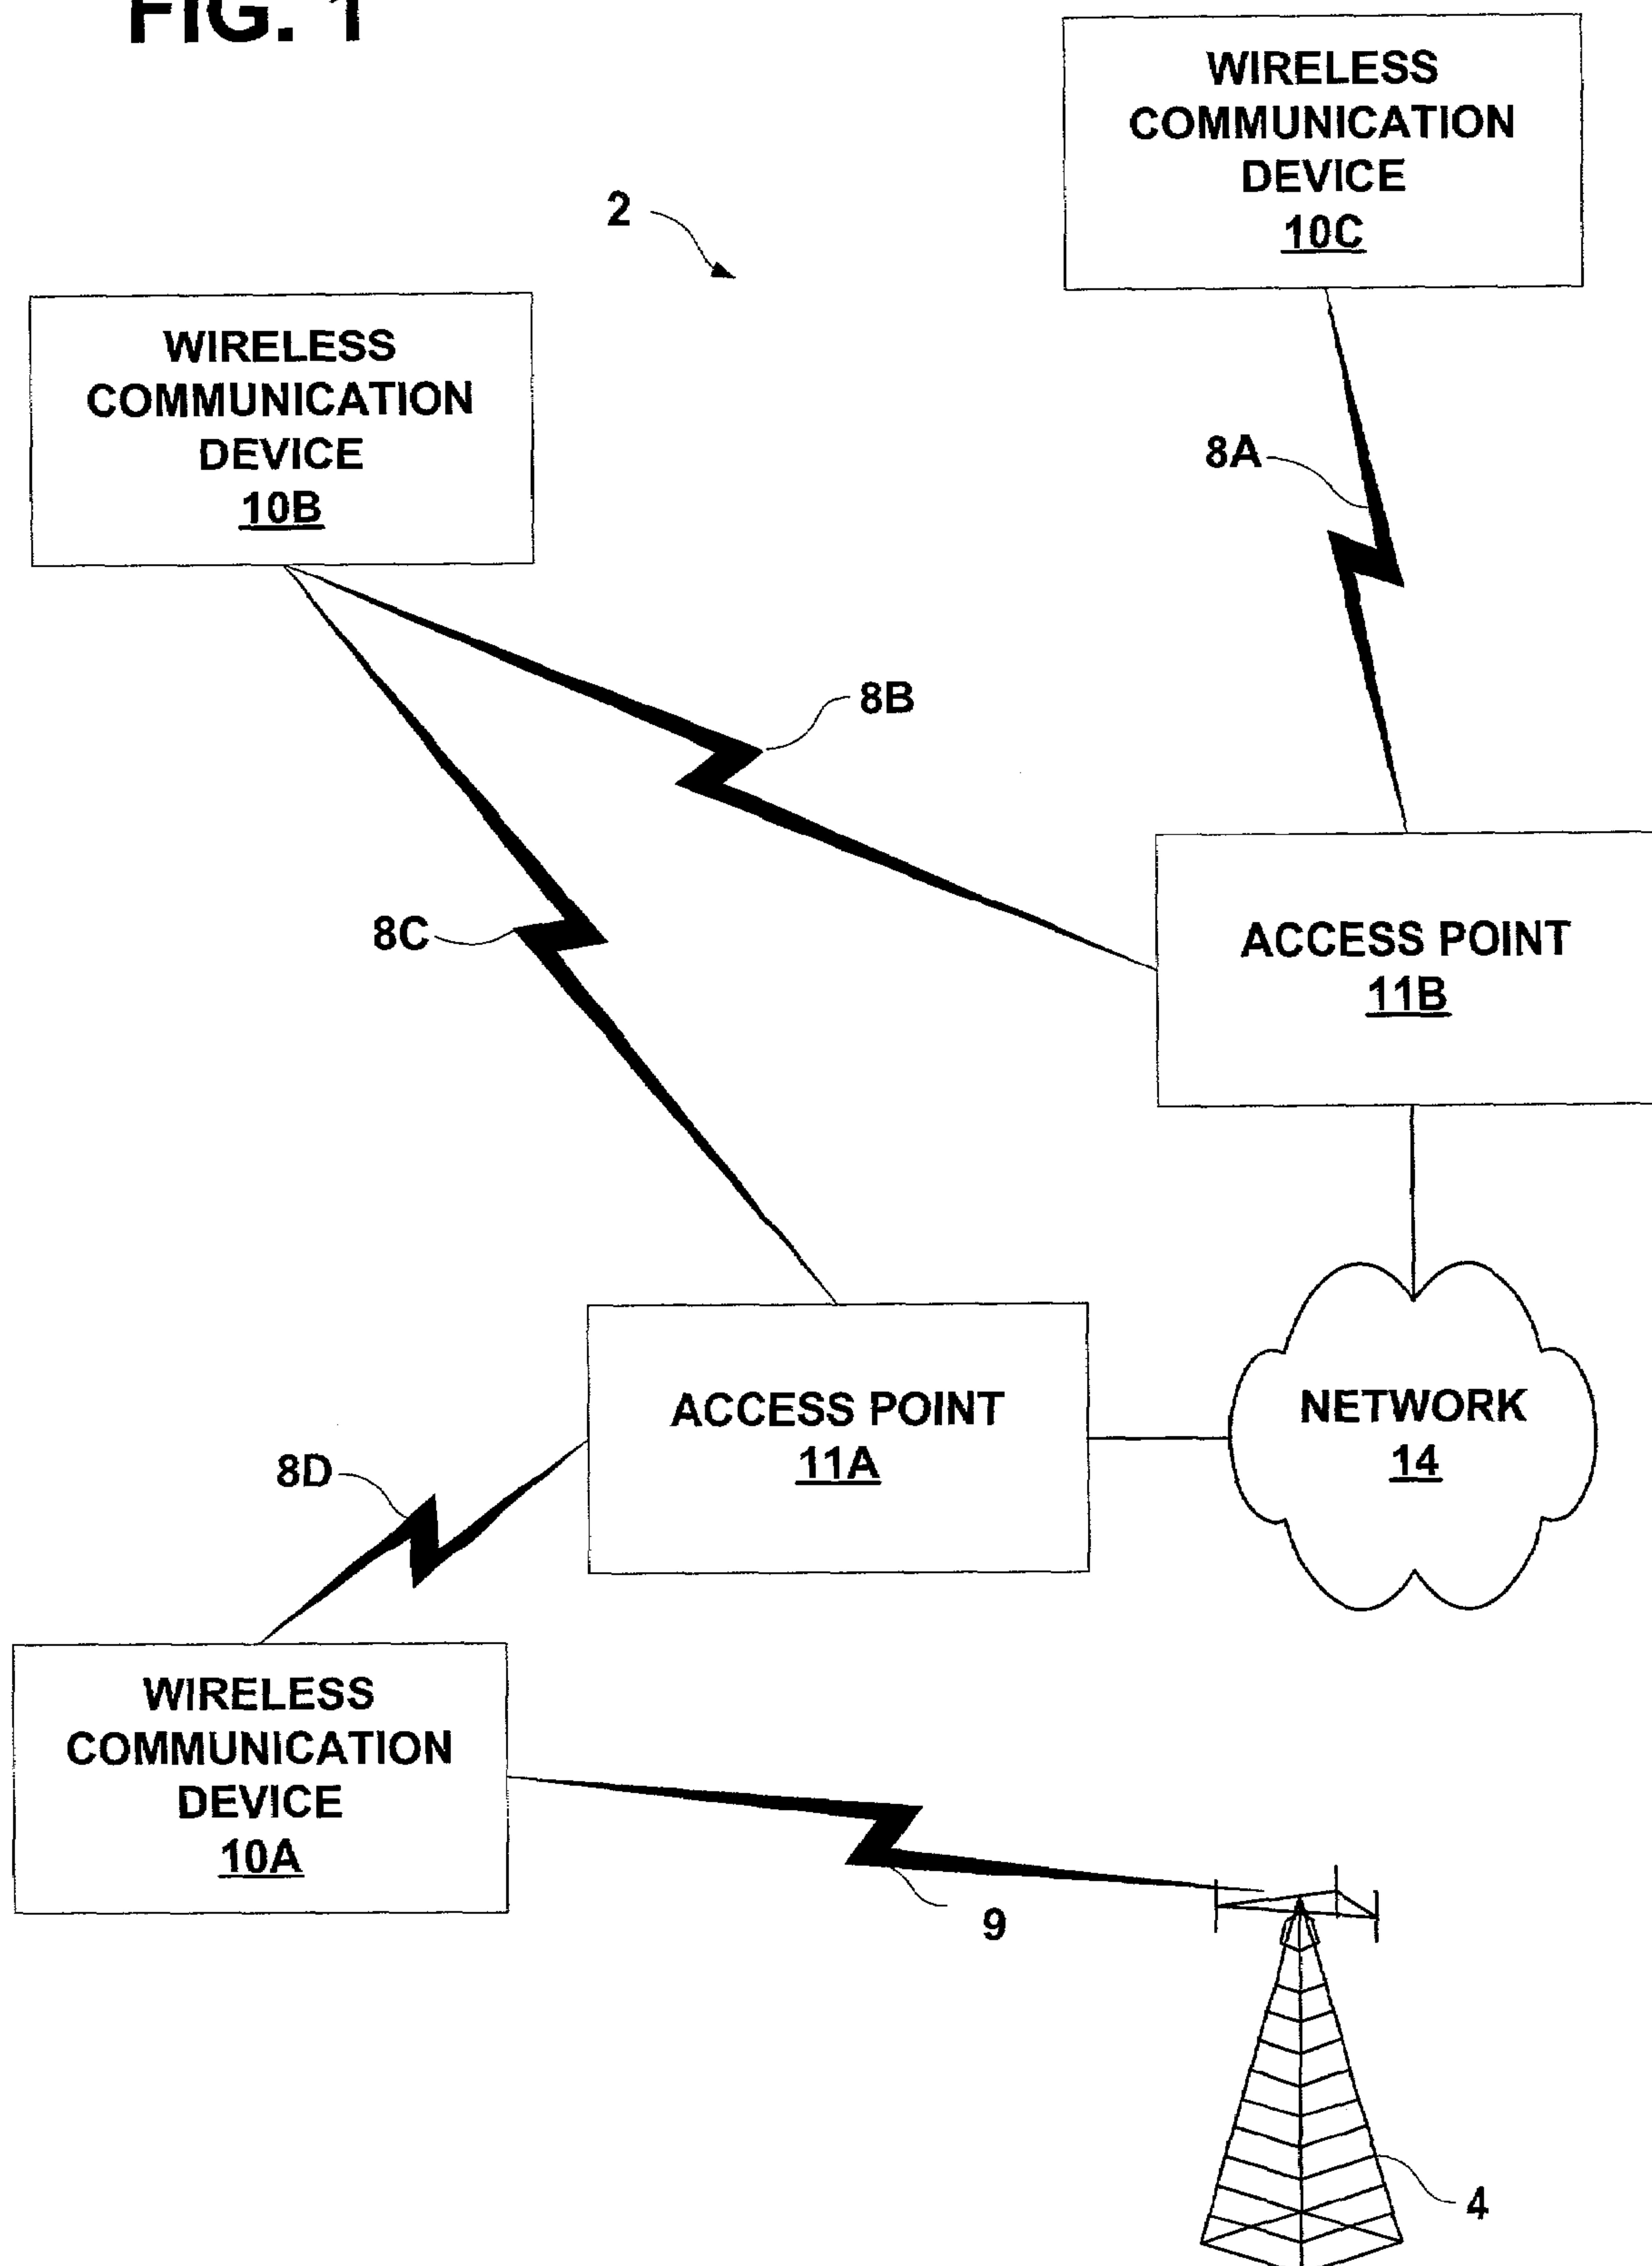 FIG. 1
WIRELESS
COMMUNICATION
DEVICE
10C
2
WIRELESS
COMMUNICATION
DEVICE
10B
8A
8B
8C
ACCESS POINT
11B
ACCESS POINT
11A
NETWORK
14
8D
WIRELESS
COMMUNICATION
DEVICE
10A
9
4